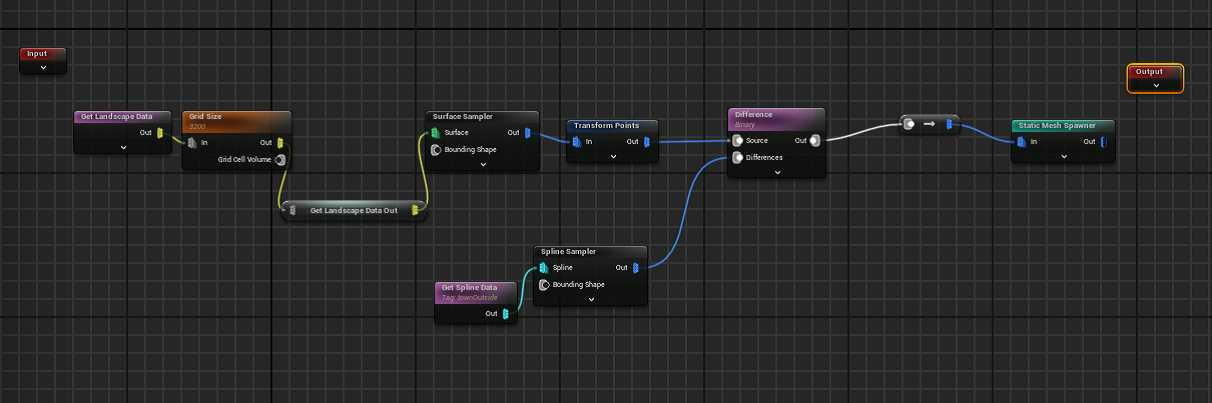 Input
Output
Get Landscape Data
Out
Grid Size
3200
In
Out
Grid Cell Volume
Get Landscape Data Out
Surface Sampler
Surface
Out
Bounding Shape
Transform Points
In
Out
Difference
Binary
Source
Out
Differences
Static Mesh Spawner
In
Out
Spline Sampler
Spline
Out
Bounding Shape
Get Spline Data
Tag: townOutside
Out